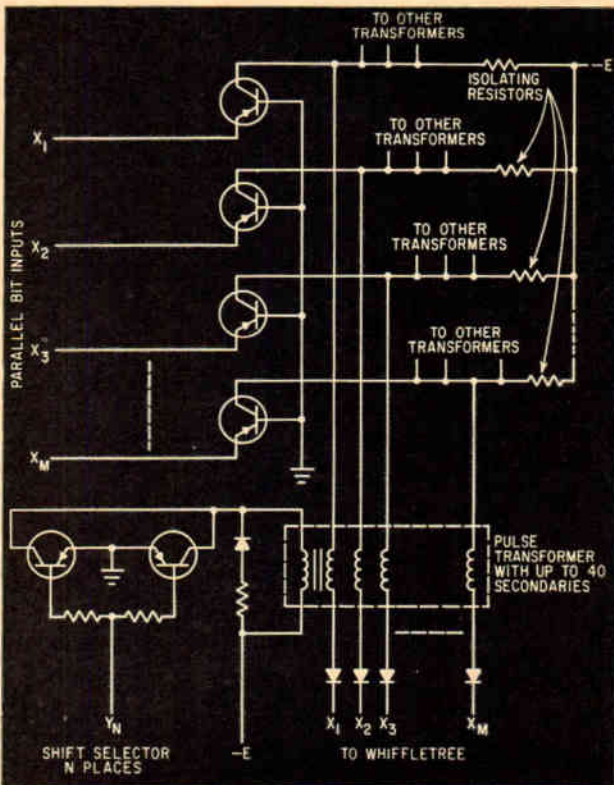 TO OTHER
TRANSFORMERS
–E
ISOLATING
RESISTORS
X1
TO OTHER
TRANSFORMERS
X2
TO OTHER
TRANSFORMERS
X3
TO OTHER
TRANSFORMERS
XM
PARALLEL BIT INPUTS
PULSE
TRANSFORMER
WITH UP TO 40
SECONDARIES
YN
–E
X1 X2 X3 XM
SHIFT SELECTOR
N PLACES
TO WHIFFLETREE